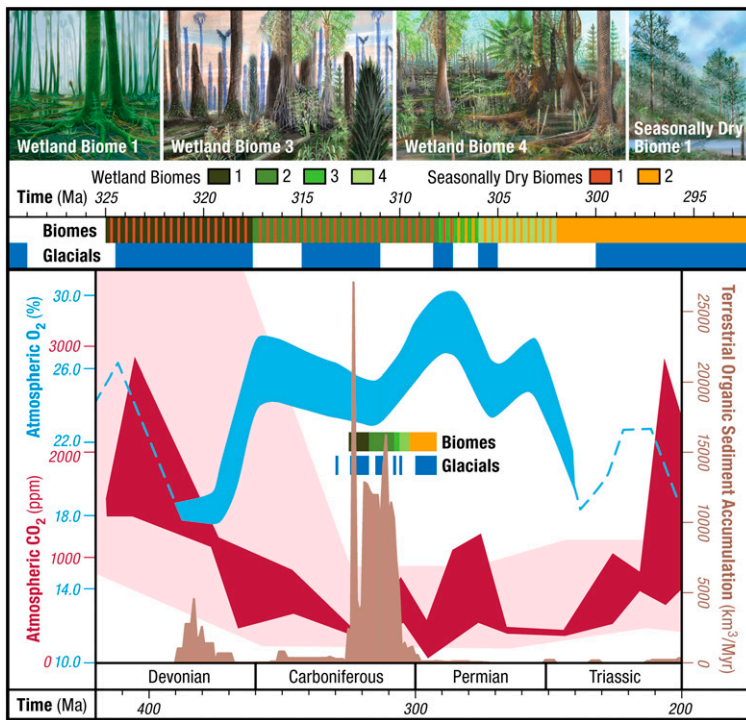 Wetland Biome 1
Wetland Biome 3
Wetland Biome 4
Seasonally Dry
Biome 1
Wetland Biomes 1 2 3 4 Seasonally Dry Biomes 1 2
Time (Ma) 325 320 315 310 305 300 295
Biomes
Glacials
Atmospheric O2 (%)
30.0
26.0
22.0
18.0
14.0
10.0
Atmospheric CO2 (ppm)
3000
2000
1000
0
Biomes
Glacials
Terrestrial Organic Sediment Accumulation
(km3/Myr)
25000
20000
15000
10000
5000
0
Devonian Carboniferous Permian Triassic
Time (Ma) 400 300 200